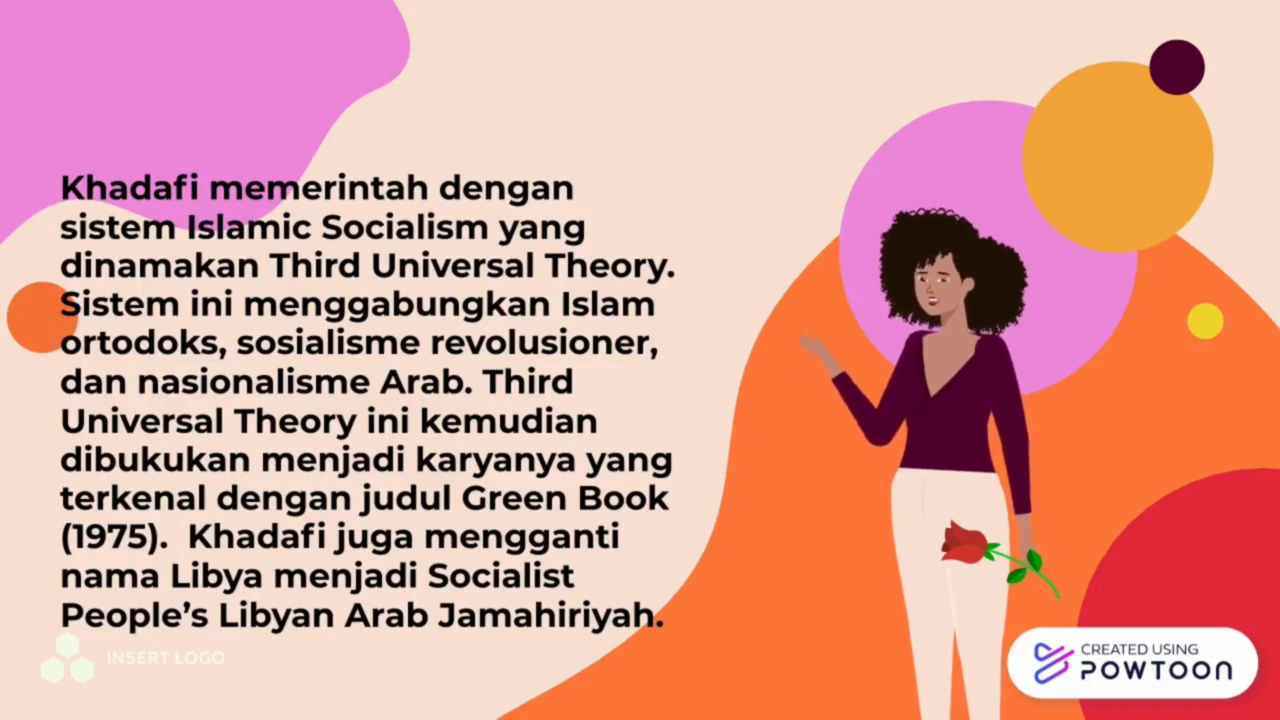 Khadafi memerintah dengan
sistem Islamic Socialism yang
dinamakan Third Universal Theory.
Sistem ini menggabungkan Islam
ortodoks, sosialisme revolusioner,
dan nasionalisme Arab. Third
Universal Theory ini kemudian
dibukukan menjadi karyanya yang
terkenal dengan judul Green Book
(1975).  Khadafi juga mengganti
nama Libya menjadi Socialist
People’s Libyan Arab Jamahiriyah.
INSERT LOGO
CREATED USING
POWTOON